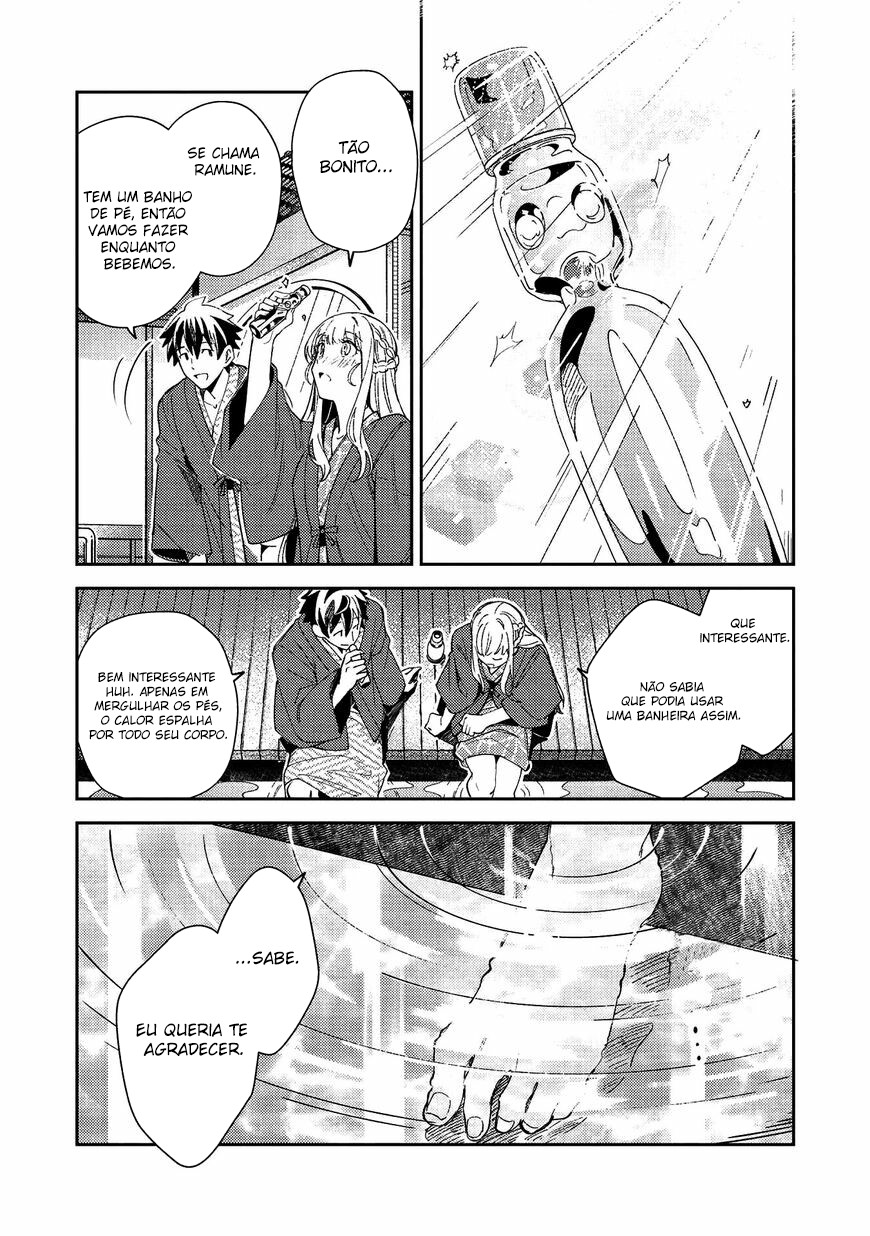 TÃO
BONITO...
SE CHAMA
RAMUNE.
TEM UM BANHO
DE PÉ, ENTÃO
VAMOS FAZER
ENQUANTO
BEBEMOS.
QUE
INTERESSANTE.
NÃO SABIA
QUE PODIA USAR
UMA BANHEIRA ASSIM.
BEM INTERESSANTE
HUH. APENAS EM
MERGULHAR OS PÉS,
O CALOR ESPALHA
POR TODO SEU CORPO.
...
...SABE.
EU QUERIA TE
AGRADECER.